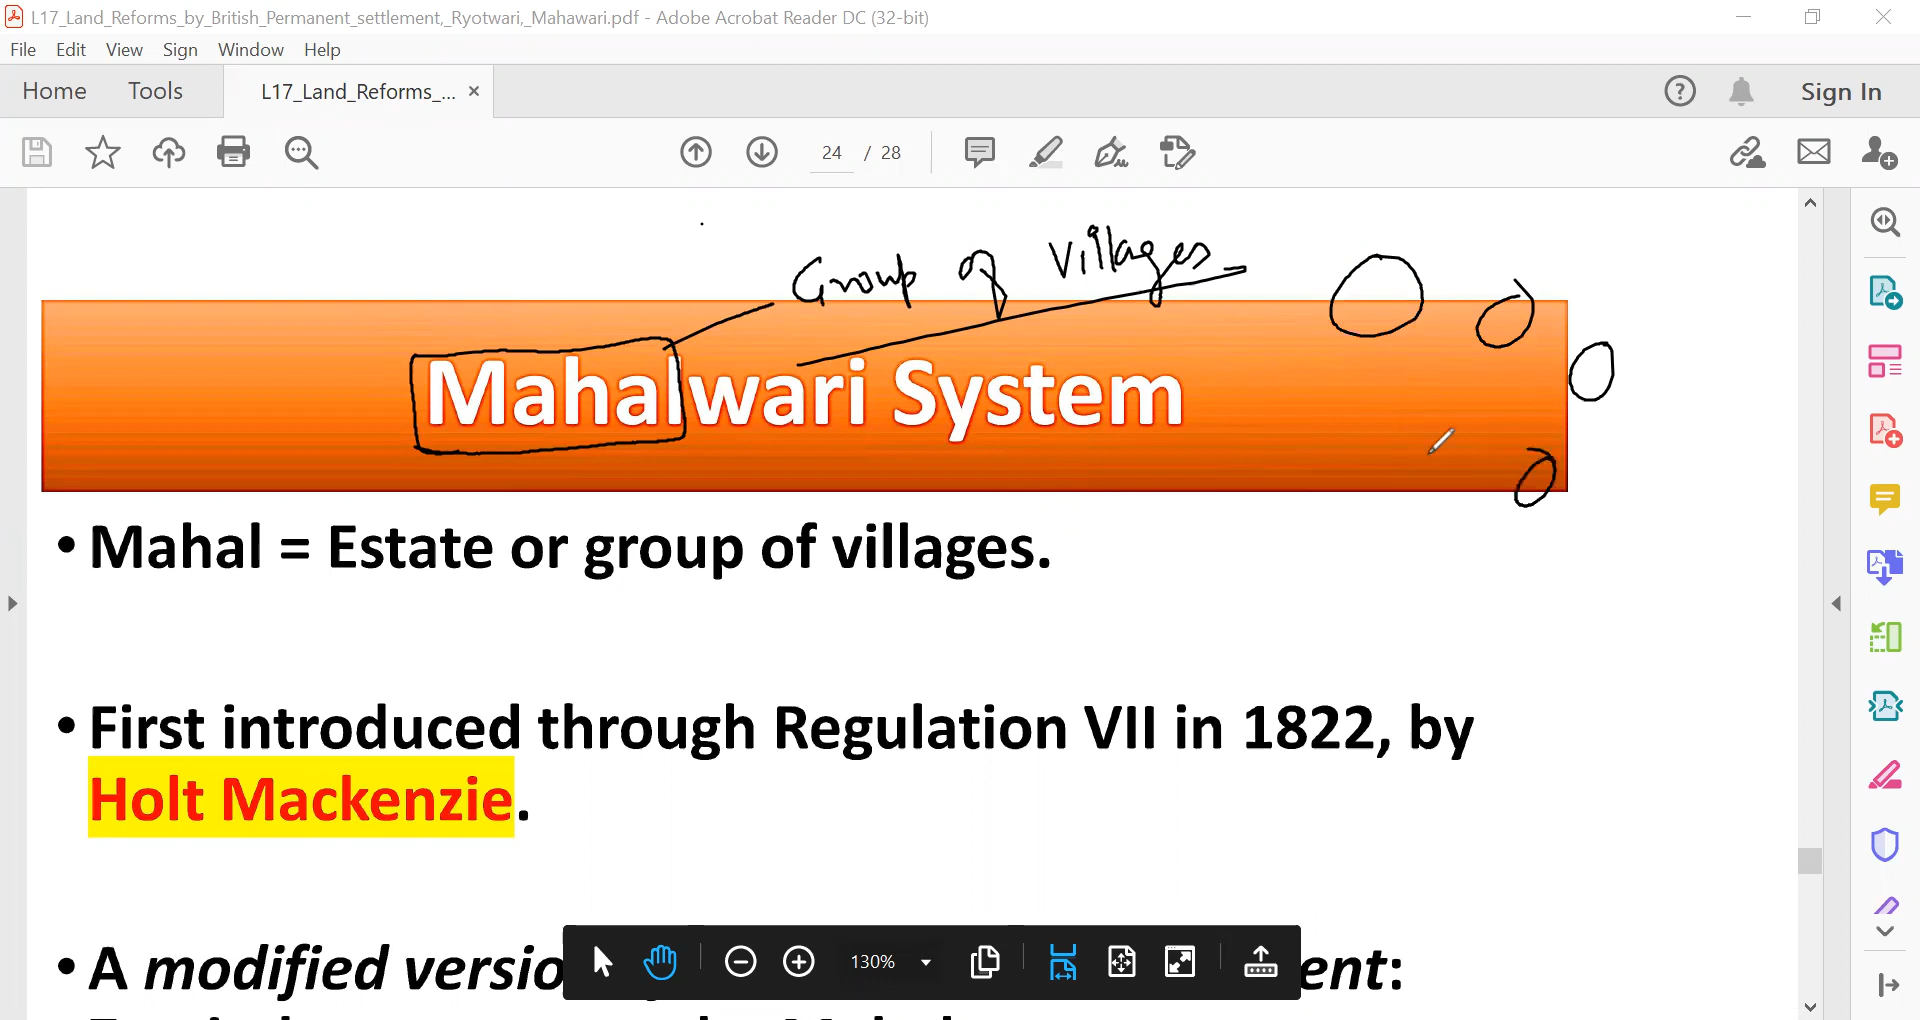 L17_Land_Reforms_by_British_Permanent_settlement,_Ryotwari,_Mahawari.pdf - Adobe Acrobat Reader DC (32-bit)
File Edit View Sign Window Help
Home Tools L17_Land_Reforms_... × Sign In
24 / 28
Group of Villages
Mahalwari System
• Mahal = Estate or group of villages.
• First introduced through Regulation VII in 1822, by
Holt Mackenzie.
• A modified ent:
130%